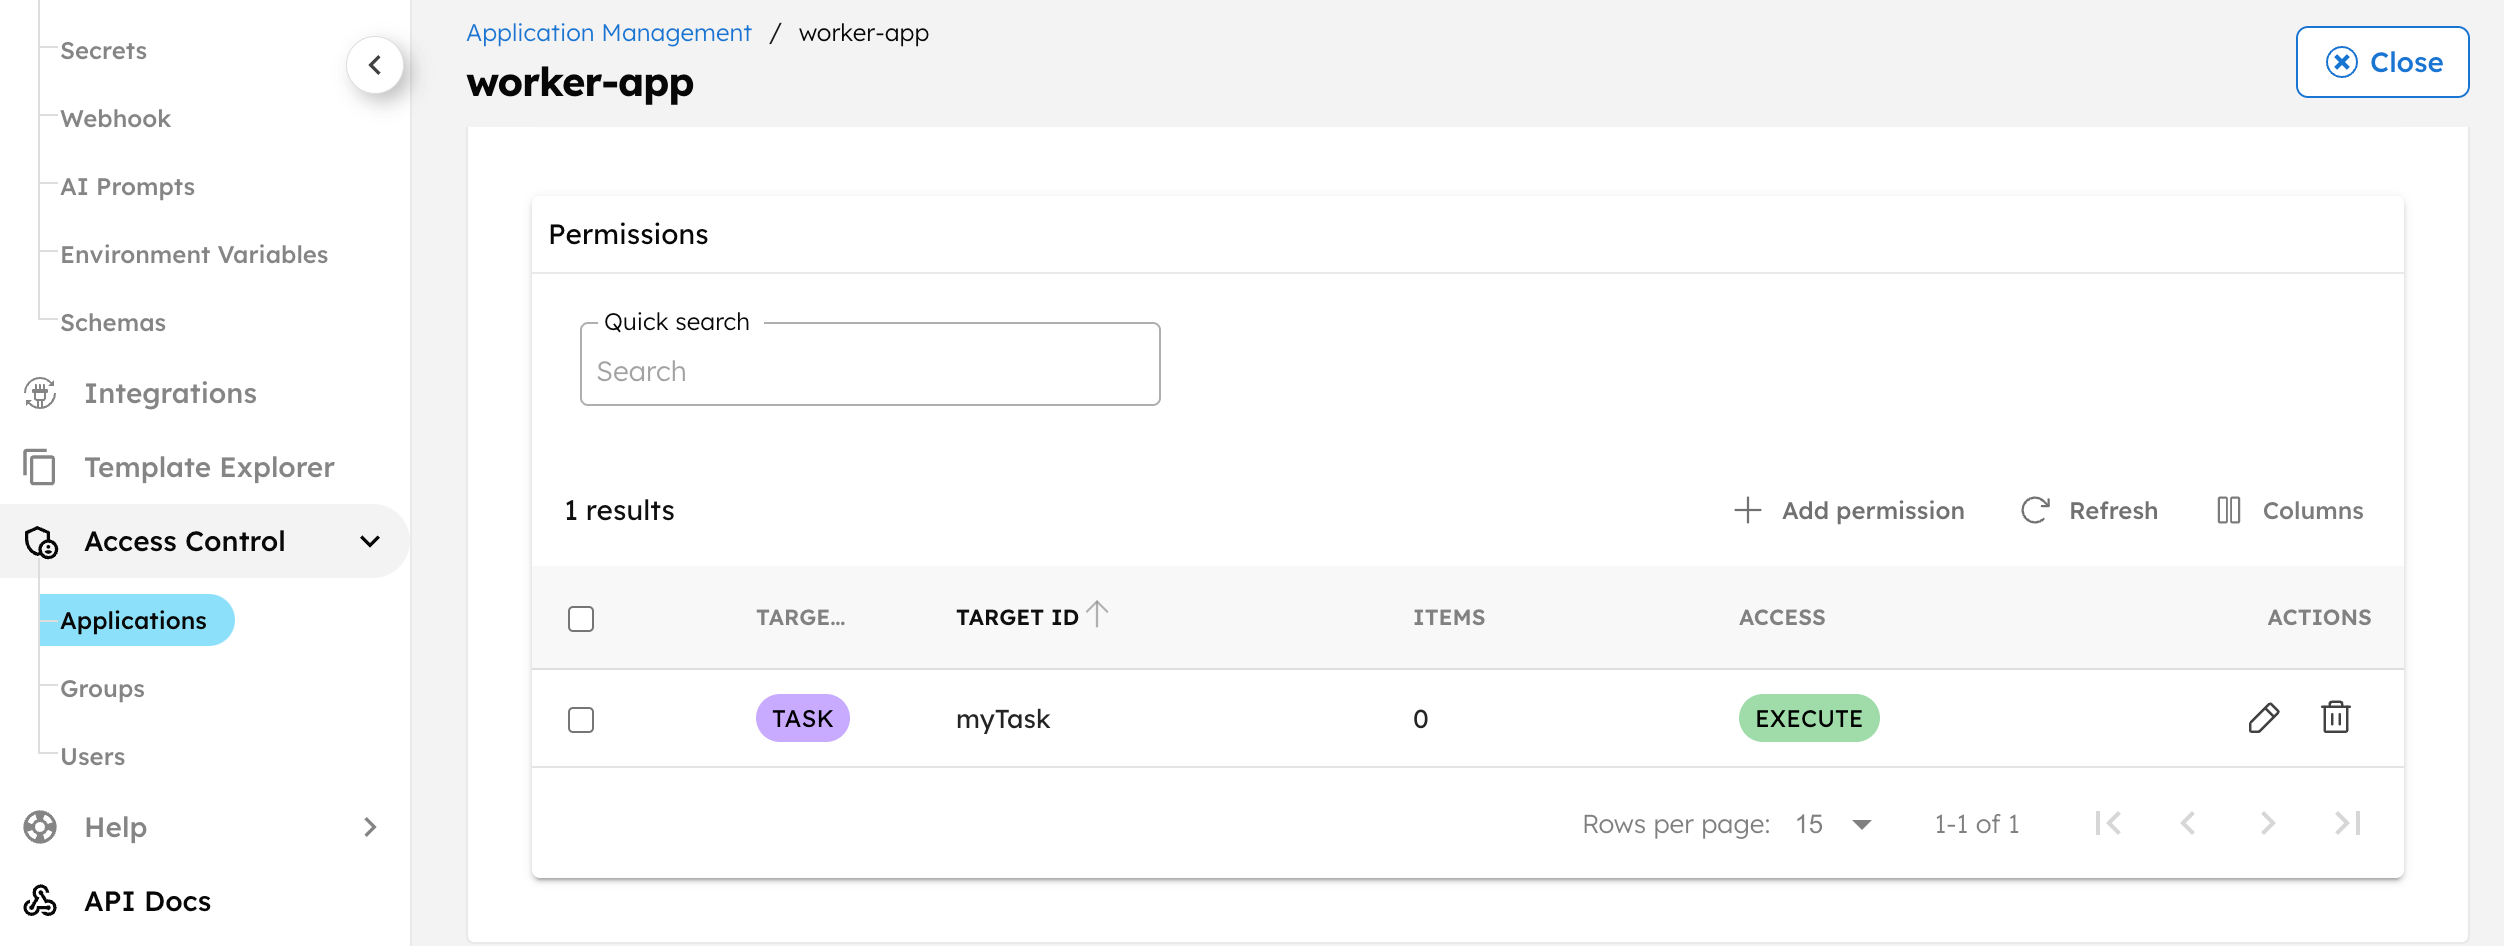 Secrets
Webhook
AI Prompts
Environment Variables
Schemas
Integrations
Template Explorer
Access Control
Applications
Groups
Users
Help
API Docs
Application Management / worker-app
worker-app
Close
Permissions
Quick search
Search
1 results
Add permission Refresh Columns
TARGE... TARGET ID ITEMS ACCESS ACTIONS
TASK myTask 0 EXECUTE
Rows per page: 15 1-1 of 1